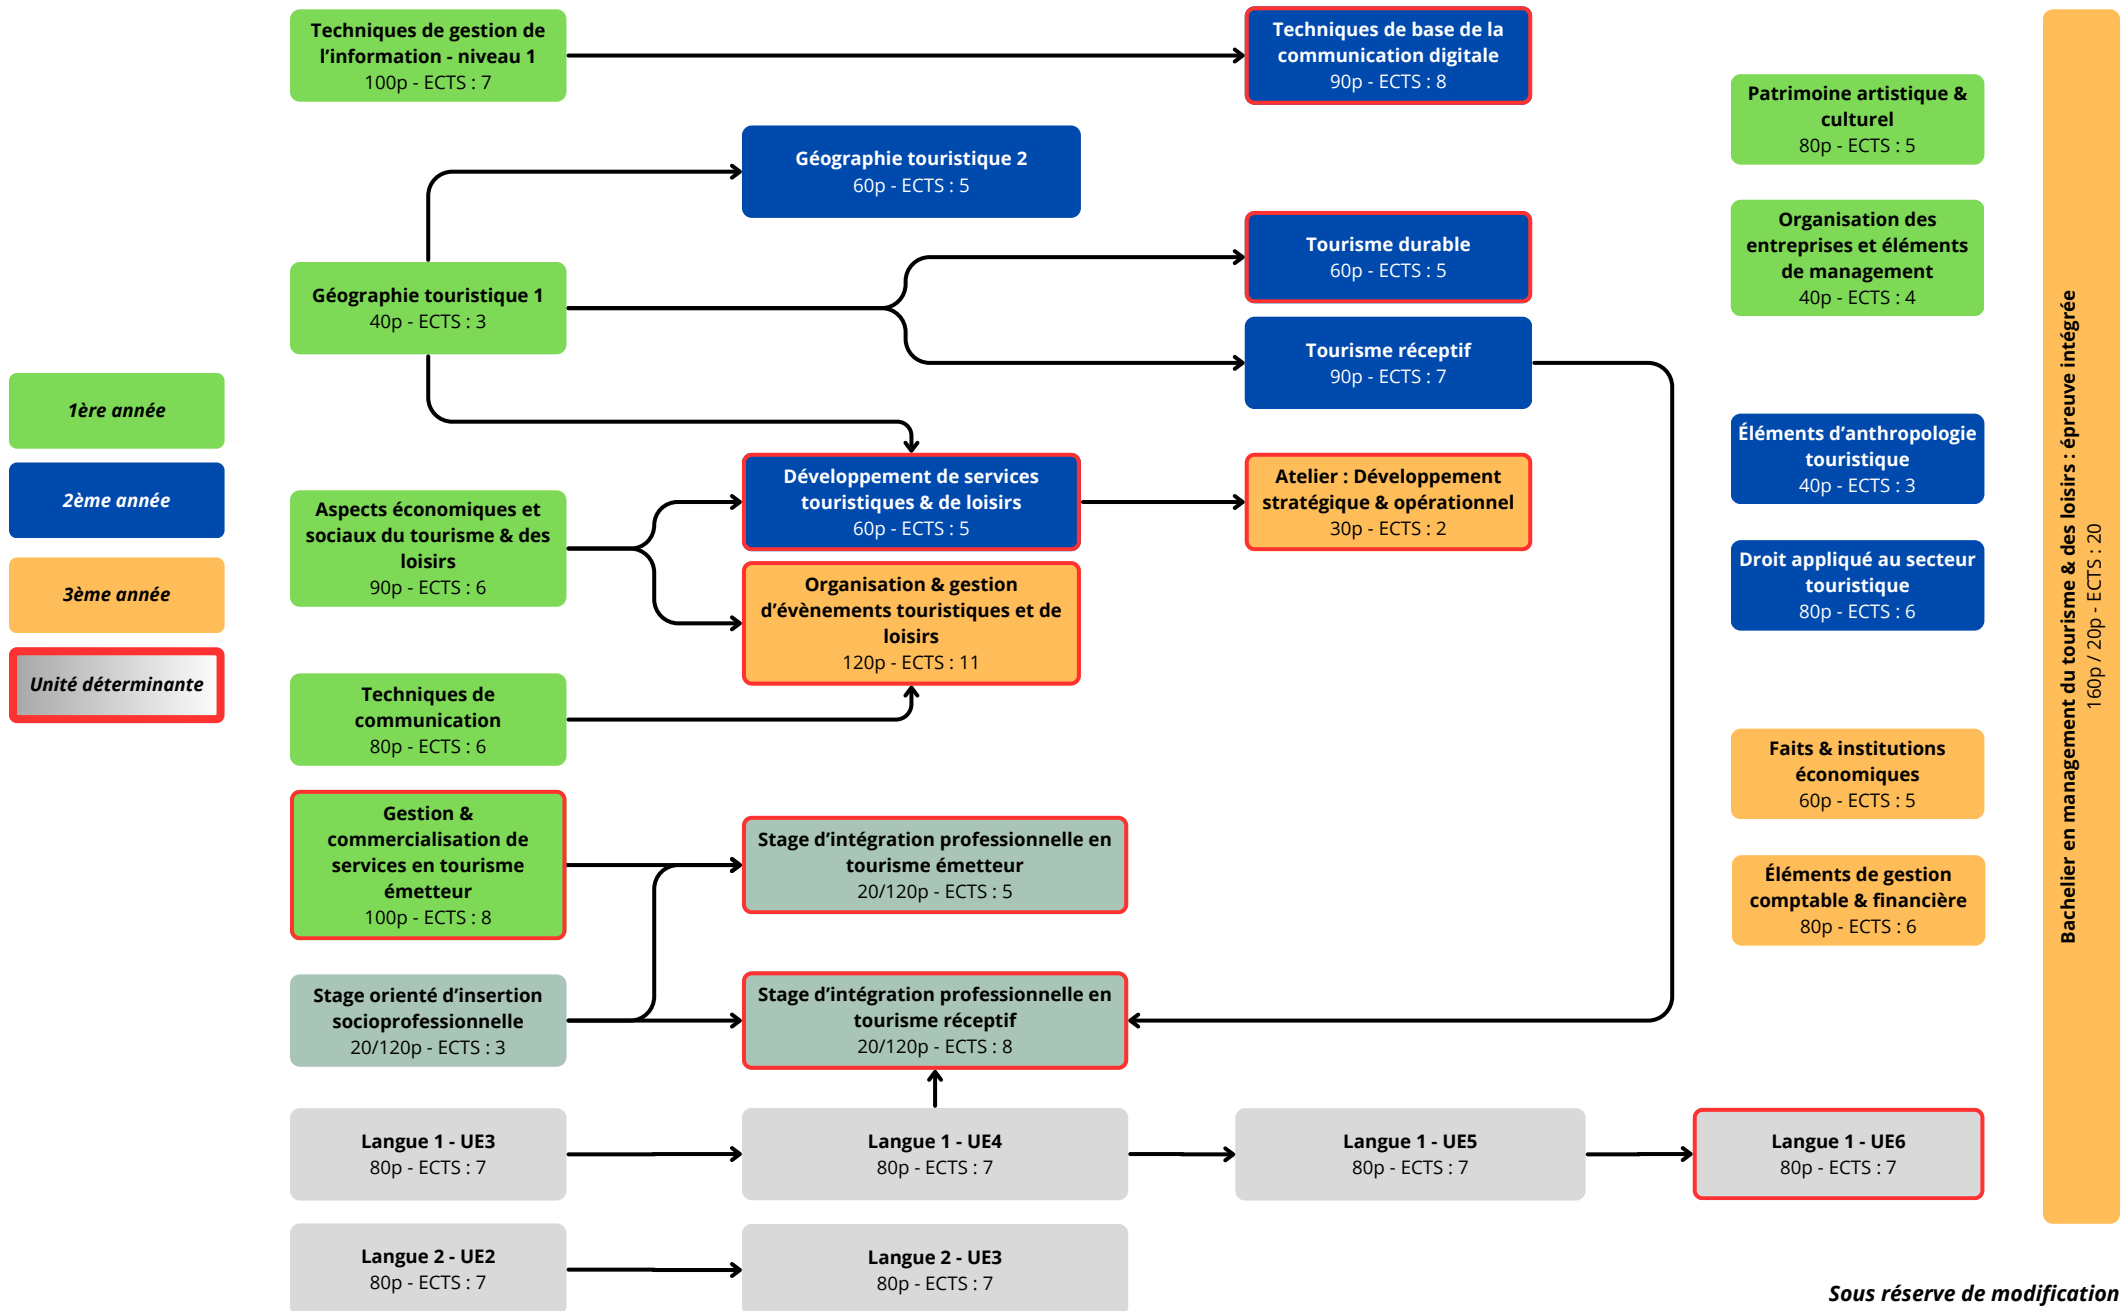 Techniques de gestion de
l’information - niveau 1
100p - ECTS : 7
Techniques de base de la
communication digitale
90p - ECTS : 8
Patrimoine artistique &
culturel
80p - ECTS : 5
Géographie touristique 2
60p - ECTS : 5
Organisation des
entreprises et éléments
de management
40p - ECTS : 4
Tourisme durable
60p - ECTS : 5
Géographie touristique 1
40p - ECTS : 3
Tourisme réceptif
90p - ECTS : 7
1ère année
2ème année
3ème année
Unité déterminante
Éléments d’anthropologie
touristique
40p - ECTS : 3
Aspects économiques et
sociaux du tourisme & des
loisirs
90p - ECTS : 6
Développement de services
touristiques & de loisirs
60p - ECTS : 5
Atelier : Développement
stratégique & opérationnel
30p - ECTS : 2
Droit appliqué au secteur
touristique
80p - ECTS : 6
Organisation & gestion
d’évènements touristiques et de
loisirs
120p - ECTS : 11
Techniques de
communication
80p - ECTS : 6
Faits & institutions
économiques
60p - ECTS : 5
Gestion &
commercialisation de
services en tourisme
émetteur
100p - ECTS : 8
Stage d’intégration professionnelle en
tourisme émetteur
20/120p - ECTS : 5
Éléments de gestion
comptable & financière
80p - ECTS : 6
Stage orienté d’insertion
socioprofessionnelle
20/120p - ECTS : 3
Stage d’intégration professionnelle en
tourisme réceptif
20/120p - ECTS : 8
Langue 1 - UE3
80p - ECTS : 7
Langue 1 - UE4
80p - ECTS : 7
Langue 1 - UE5
80p - ECTS : 7
Langue 1 - UE6
80p - ECTS : 7
Langue 2 - UE2
80p - ECTS : 7
Langue 2 - UE3
80p - ECTS : 7
Bachelier en management du tourisme & des loisirs : épreuve intégrée
160p / 20p - ECTS : 20
Sous réserve de modification